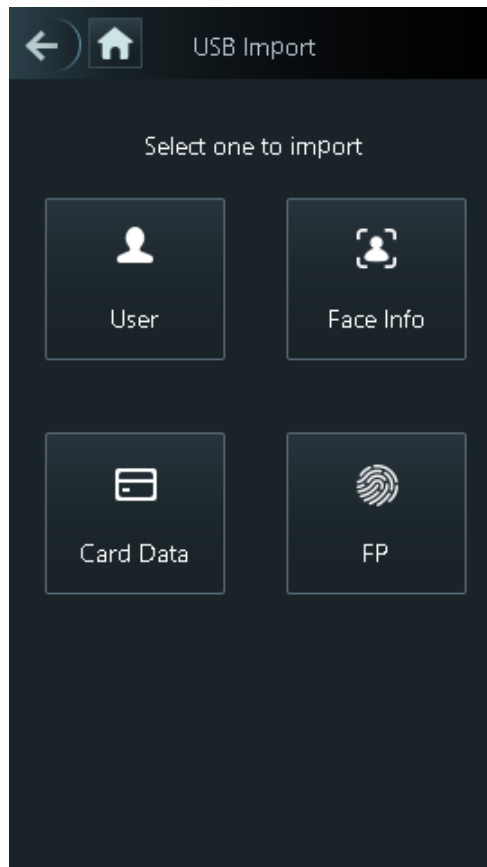 USB Import
Select one to import
User
Face Info
Card Data
FP